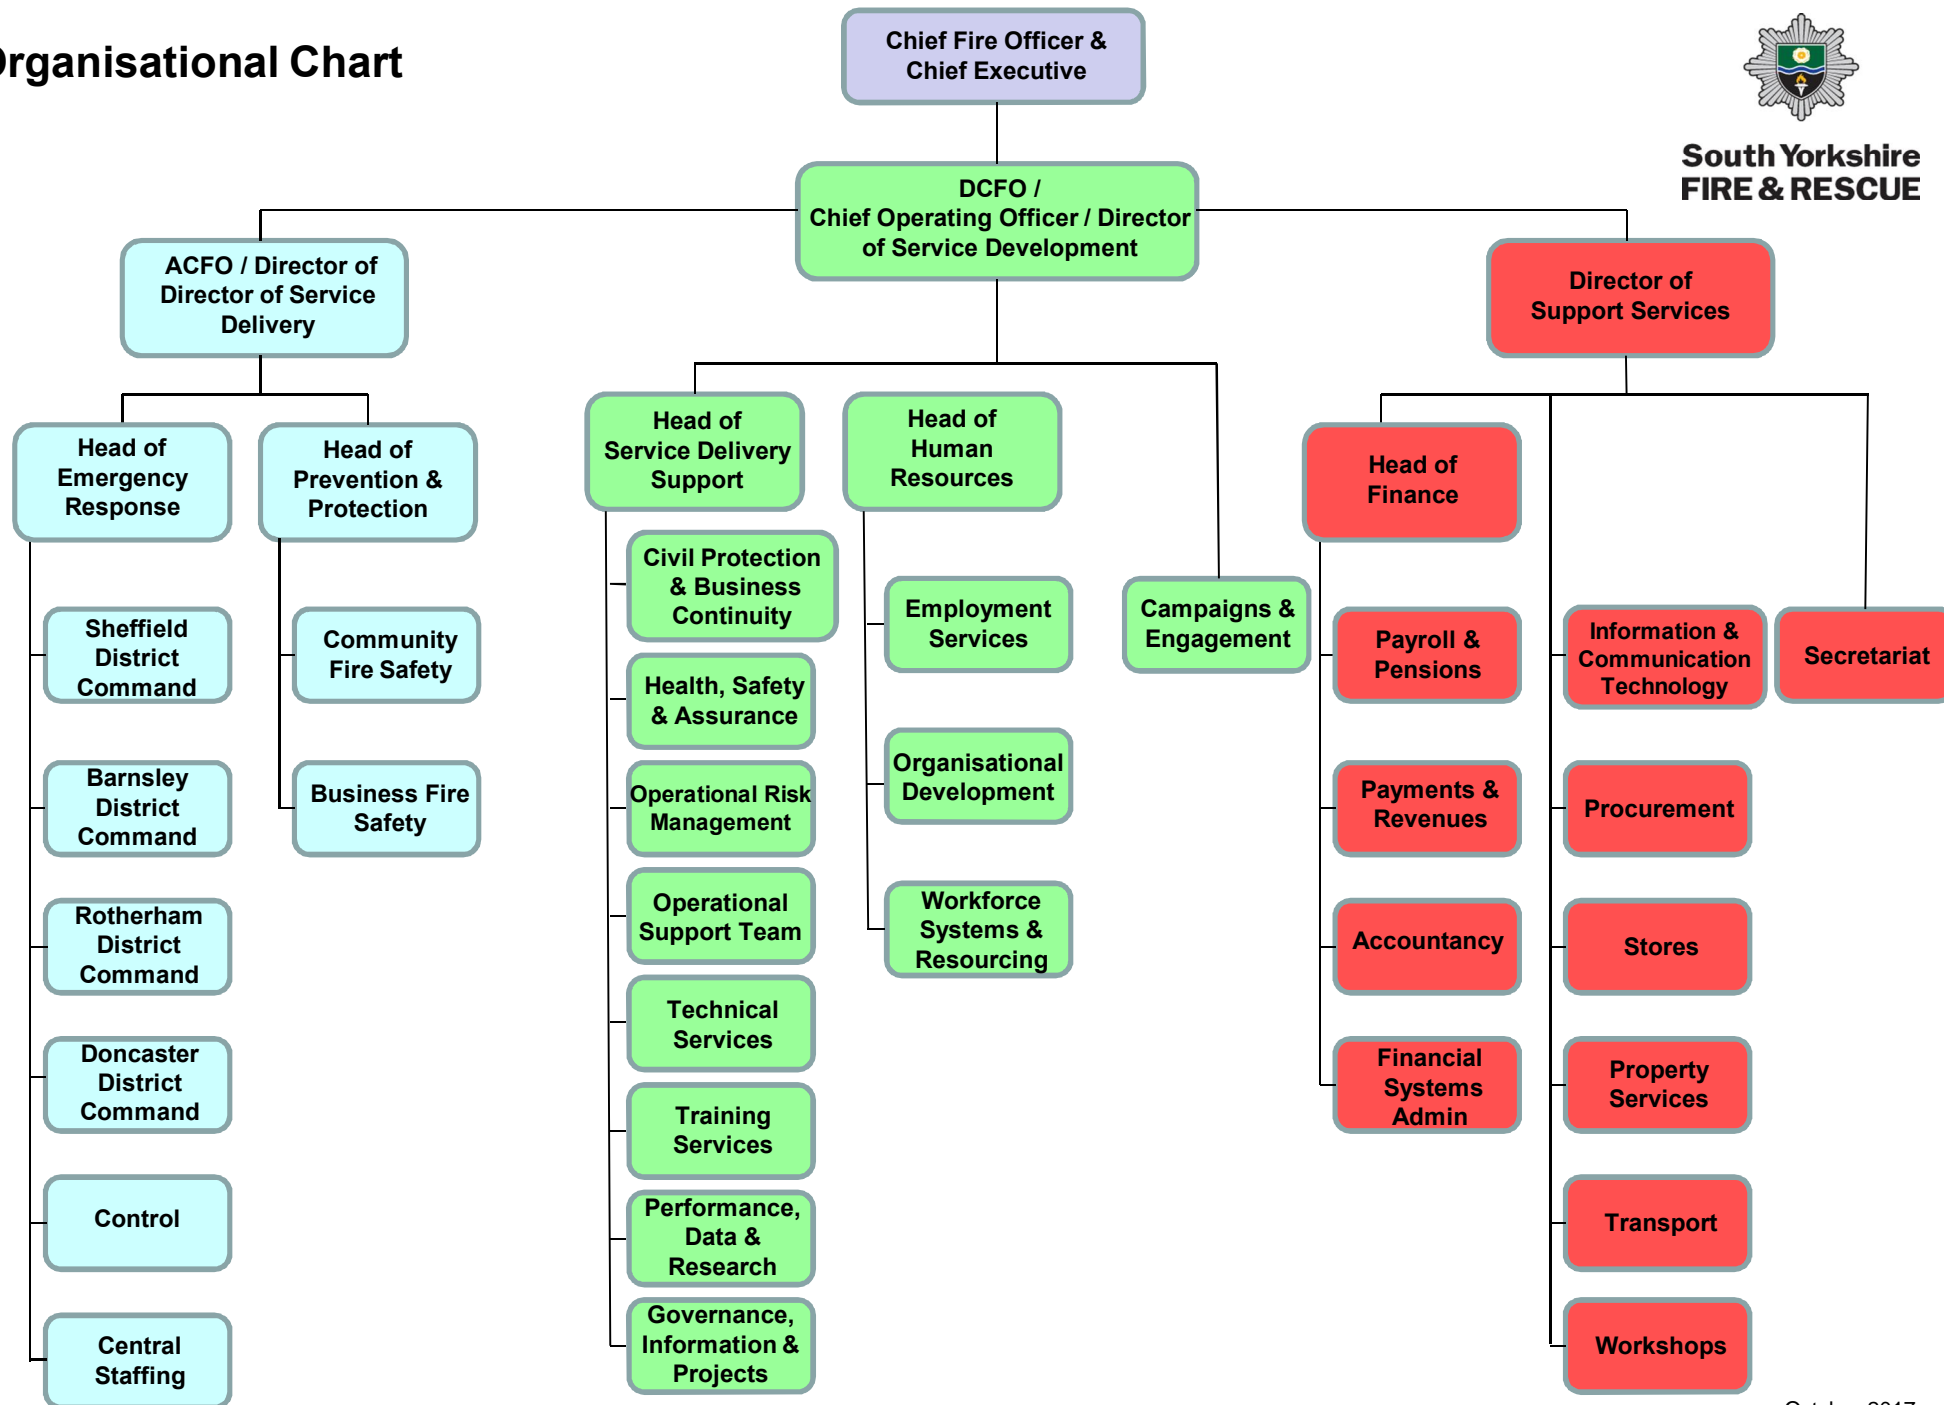 Organisational Chart
Chief Fire Officer &
Chief Executive
South Yorkshire
FIRE & RESCUE
DCFO /
Chief Operating Officer / Director
of Service Development
ACFO / Director of
Director of Service
Delivery
Director of
Support Services
Head of
Emergency
Response
Head of
Prevention &
Protection
Head of
Service Delivery
Support
Head of
Human
Resources
Head of
Finance
Sheffield
District
Command
Barnsley
District
Command
Rotherham
District
Command
Doncaster
District
Command
Control
Central
Staffing
Community
Fire Safety
Business Fire
Safety
Civil Protection
& Business
Continuity
Health, Safety
& Assurance
Operational Risk
Management
Operational
Support Team
Technical
Services
Training
Services
Performance,
Data &
Research
Governance,
Information &
Projects
Employment
Services
Organisational
Development
Workforce
Systems &
Resourcing
Campaigns &
Engagement
Payroll &
Pensions
Payments &
Revenues
Accountancy
Financial
Systems
Admin
Information &
Communication
Technology
Procurement
Stores
Property
Services
Transport
Workshops
Secretariat
October 2017